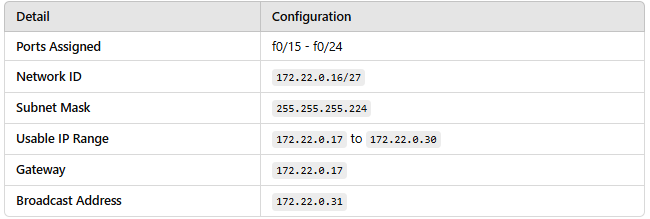 Detail Configuration
Ports Assigned f0/15 - f0/24
Network ID 172.22.0.16/27
Subnet Mask 255.255.255.224
Usable IP Range 172.22.0.17 to 172.22.0.30
Gateway 172.22.0.17
Broadcast Address 172.22.0.31